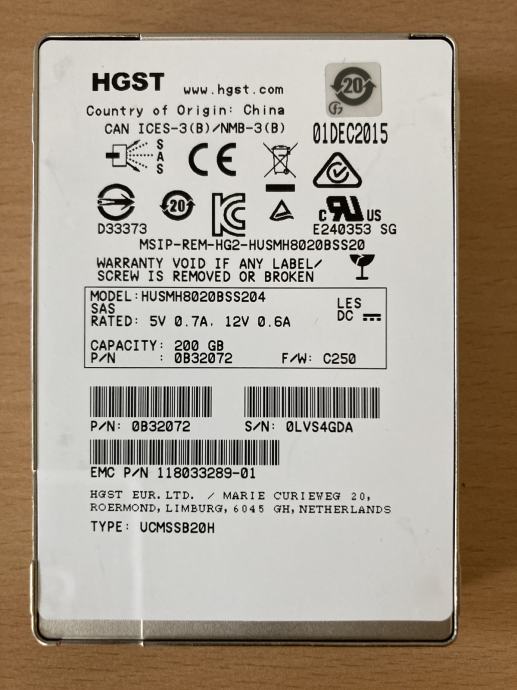 HGST www.hgst.com
20
Country of Origin: China
CAN ICES-3(B)/NMB-3(B)
01DEC2015
SAS
CE
D33373
20
KC
c RU US
E240353 SG
MSIP-REM-HG2-HUSMH8020BSS20
WARRANTY VOID IF ANY LABEL/
SCREW IS REMOVED OR BROKEN
MODEL:HUSMH8020BSS204
SAS
LES
RATED: 5V 0.7A, 12V 0.6A
DC
CAPACITY: 200 GB
P/N : 0B32072 F/W: C250
P/N: 0B32072 S/N: 0LVS4GDA
EMC P/N 118033289-01
HGST EUR.LTD. / MARIE CURIEWEG 20,
ROERMOND, LIMBURG, 6045 GH, NETHERLANDS
TYPE: UCMSSB20H